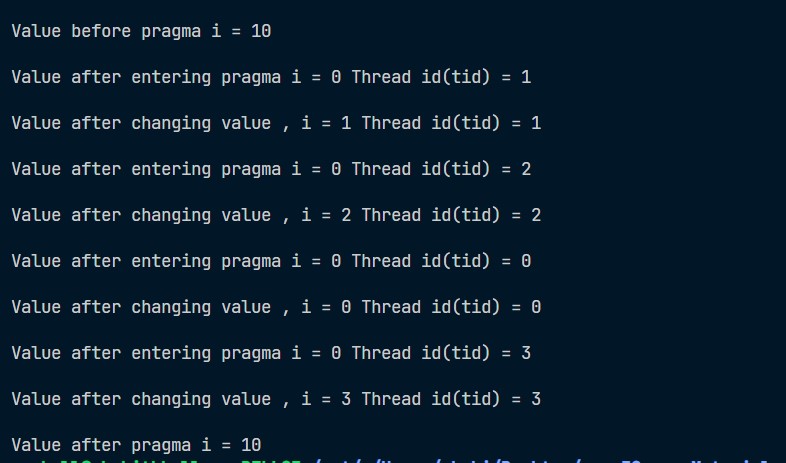 Value before pragma i = 10
Value after entering pragma i = 0 Thread id(tid) = 1
Value after changing value , i = 1 Thread id(tid) = 1
Value after entering pragma i = 0 Thread id(tid) = 2
Value after changing value , i = 2 Thread id(tid) = 2
Value after entering pragma i = 0 Thread id(tid) = 0
Value after changing value , i = 0 Thread id(tid) = 0
Value after entering pragma i = 0 Thread id(tid) = 3
Value after changing value , i = 3 Thread id(tid) = 3
Value after pragma i = 10